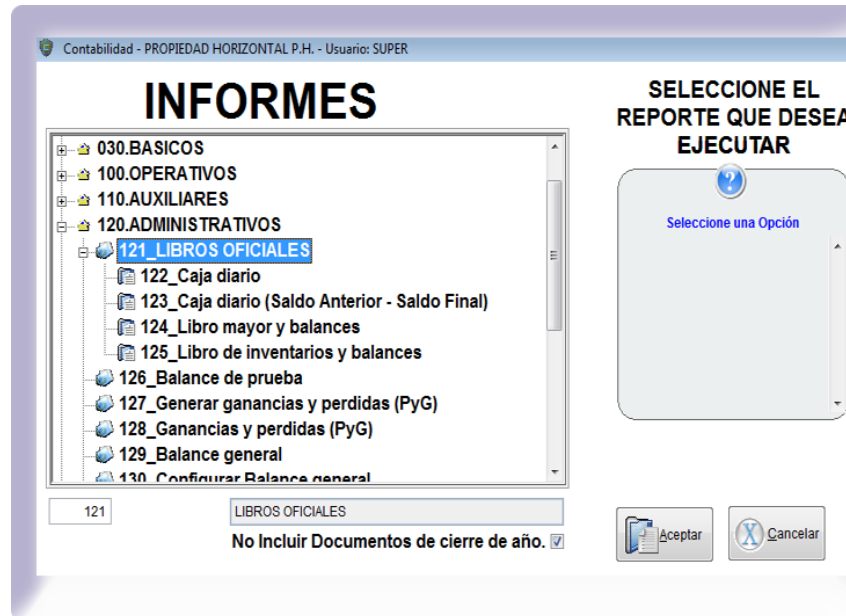 Contabilidad - PROPIEDAD HORIZONTAL P.H. - Usuario: SUPER
INFORMES
030.BASICOS
100.OPERATIVOS
110.AUXILIARES
120.ADMINISTRATIVOS
121_LIBROS OFICIALES
122_Caja diario
123_Caja diario (Saldo Anterior - Saldo Final)
124_Libro mayor y balances
125_Libro de inventarios y balances
126_Balance de prueba
127_Generar ganancias y perdidas (PyG)
128_Ganancias y perdidas (PyG)
129_Balance general
130_Configurar Balance general
121
LIBROS OFICIALES
No Incluir Documentos de cierre de año.
SELECCIONE EL
REPORTE QUE DESEA
EJECUTAR
?
Seleccione una Opción
Aceptar
X Cancelar